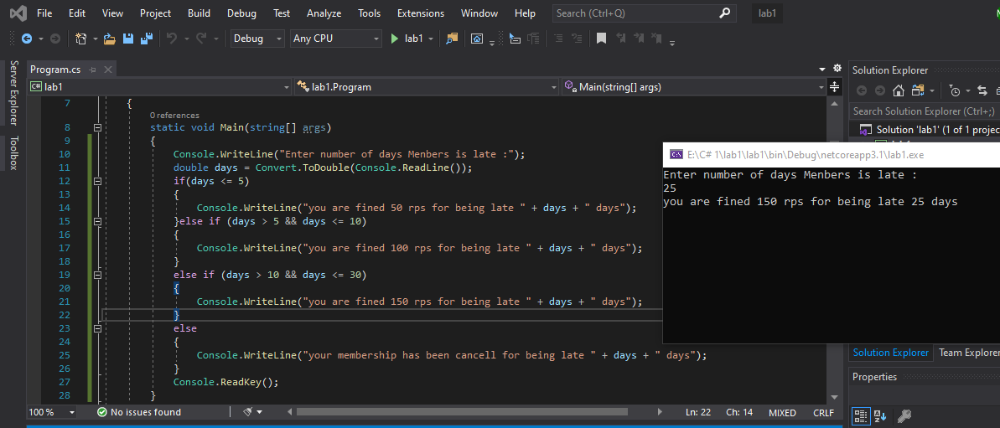 File Edit View Project Build Debug Test Analyze Tools Extensions Window Help Search (Ctrl+Q) lab1
Debug Any CPU lab1
Server Explorer
Toolbox
Program.cs
C# lab1 lab1.Program Main(string[] args)
7 {
0 references
8 static void Main(string[] args)
9 {
10 Console.WriteLine("Enter number of days Menbers is late :");
11 double days = Convert.ToDouble(Console.ReadLine());
12 if(days <= 5)
13 {
14 Console.WriteLine("you are fined 50 rps for being late " + days + " days");
15 }else if (days > 5 && days <= 10)
16 {
17 Console.WriteLine("you are fined 100 rps for being late " + days + " days");
18 }
19 else if (days > 10 && days <= 30)
20 {
21 Console.WriteLine("you are fined 150 rps for being late " + days + " days");
22 }
23 else
24 {
25 Console.WriteLine("your membership has been cancell for being late " + days + " days");
26 }
27 Console.ReadKey();
28 }
100 % No issues found Ln: 22 Ch: 14 MIXED CRLF
E:\C# 1\lab1\lab1\bin\Debug\netcoreapp3.1\lab1.exe
Enter number of days Menbers is late :
25
you are fined 150 rps for being late 25 days
Solution Explorer
Search Solution Explorer (Ctrl+;)
Solution 'lab1' (1 of 1 projec
Solution Explorer Team Explorer
Properties